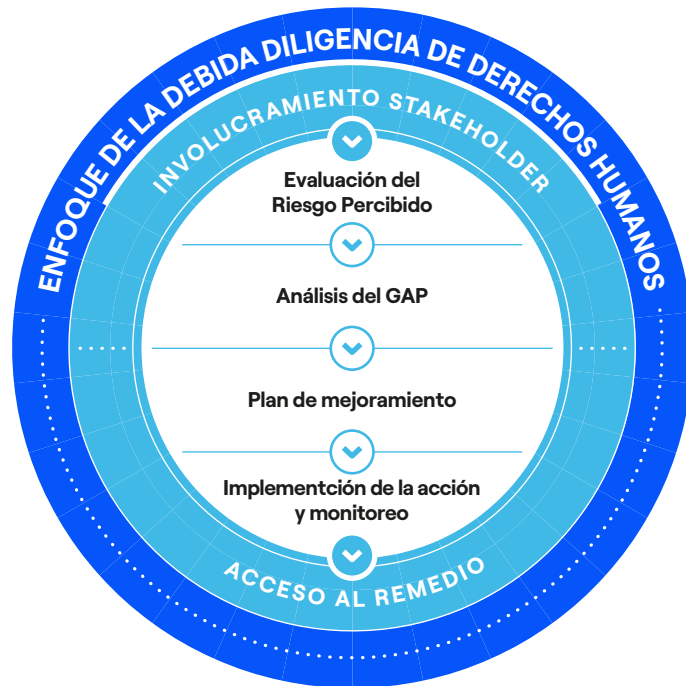 ENFOQUE DE LA DEBIDA DILIGENCIA DE DERECHOS HUMANOS
INVOLUCRAMIENTO STAKEHOLDER
Evaluación del
Riesgo Percibido
Análisis del GAP
Plan de mejoramiento
Implementción de la acción
y monitoreo
ACCESO AL REMEDIO